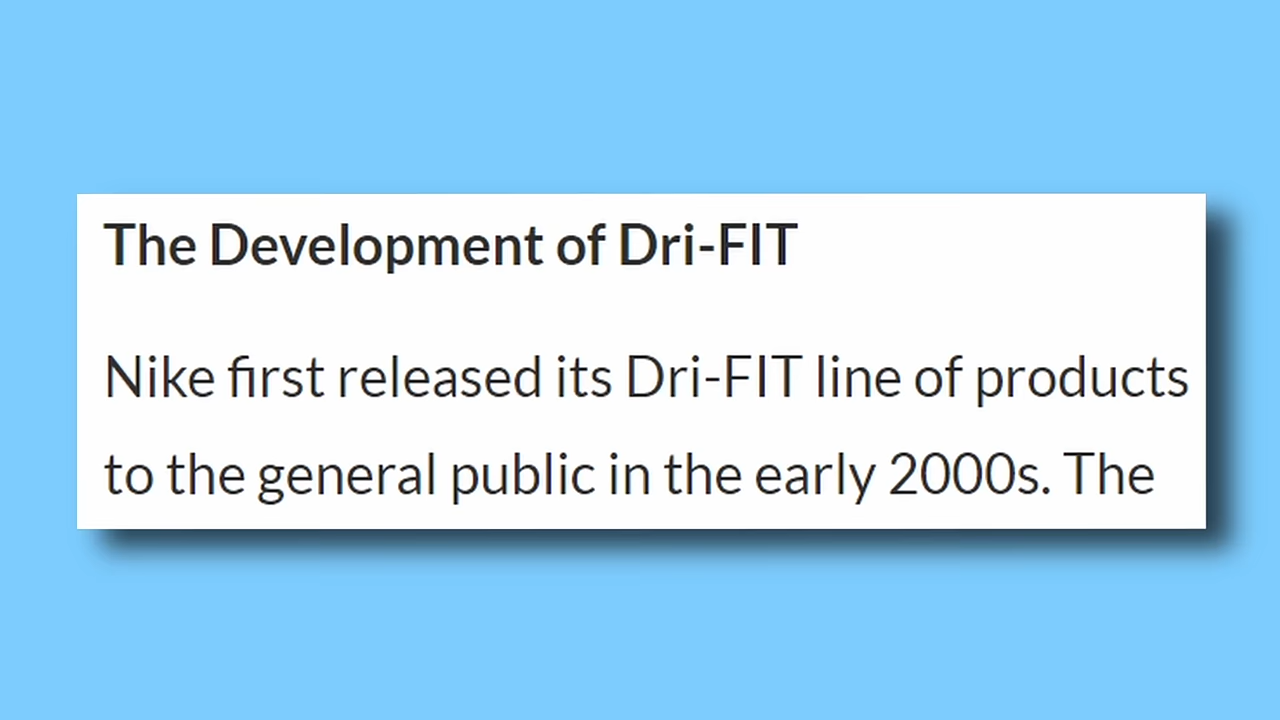 The Development of Dri-FIT
Nike first released its Dri-FIT line of products
to the general public in the early 2000s. The